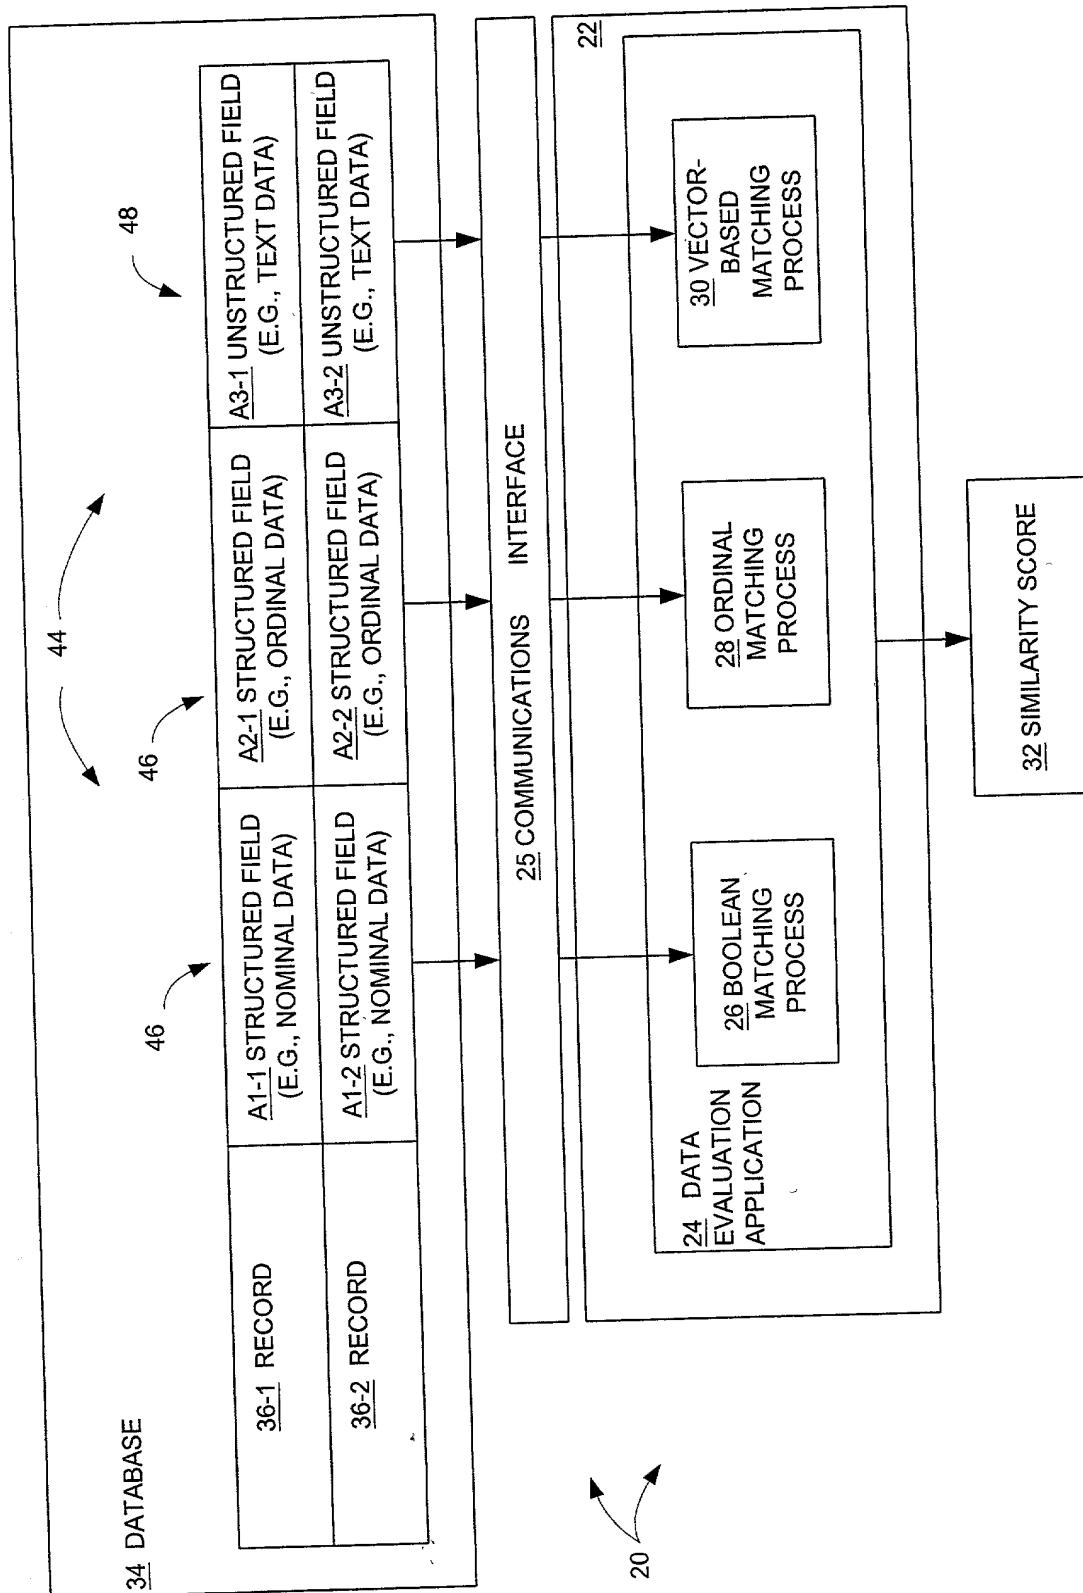 34 DATABASE
44
46
46
48
36-1 RECORD
A1-1 STRUCTURED FIELD
(E.G., NOMINAL DATA)
A2-1 STRUCTURED FIELD
(E.G., ORDINAL DATA)
A3-1 UNSTRUCTURED FIELD
(E.G., TEXT DATA)
36-2 RECORD
A1-2 STRUCTURED FIELD
(E.G., NOMINAL DATA)
A2-2 STRUCTURED FIELD
(E.G., ORDINAL DATA)
A3-2 UNSTRUCTURED FIELD
(E.G., TEXT DATA)
25 COMMUNICATIONS INTERFACE
20
22
24 DATA
EVALUATION
APPLICATION
26 BOOLEAN
MATCHING
PROCESS
28 ORDINAL
MATCHING
PROCESS
30 VECTOR-
BASED
MATCHING
PROCESS
32 SIMILARITY SCORE